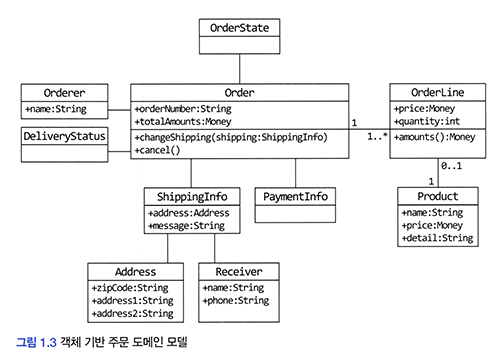 OrderState
Orderer
+name:String
DeliveryStatus
Order
+orderNumber:String
+totalAmounts:Money
+changeShipping(shipping:ShippingInfo)
+cancel()
1
1..*
OrderLine
+price:Money
+quantity:int
+amounts():Money
0..1
1
Product
+name:String
+price:Money
+detail:String
ShippingInfo
+address:Address
+message:String
PaymentInfo
Address
+zipCode:String
+address1:String
+address2:String
Receiver
+name:String
+phone:String
그림 1.3 객체 기반 주문 도메인 모델